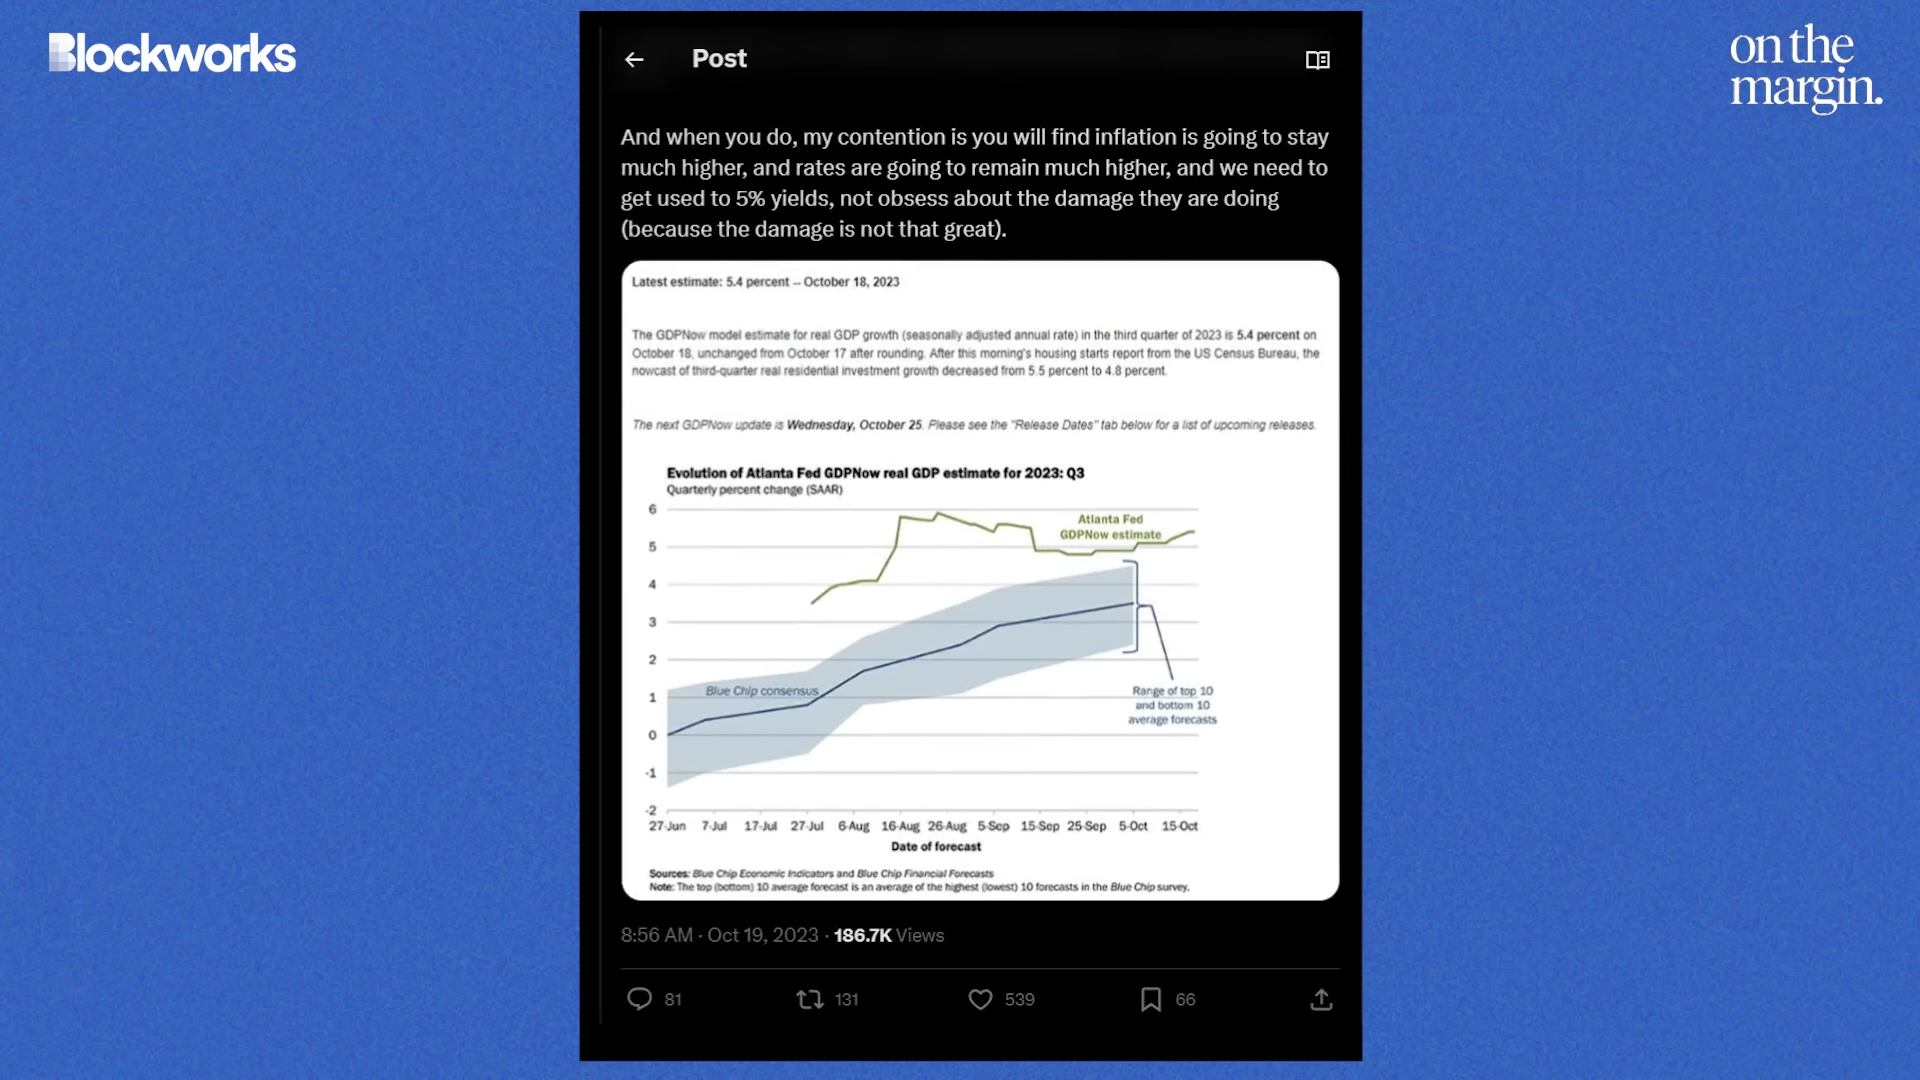 Blockworks
on the
margin.
Post
And when you do, my contention is you will find inflation is going to stay
much higher, and rates are going to remain much higher, and we need to
get used to 5% yields, not obsess about the damage they are doing
(because the damage is not that great).
Latest estimate: 5.4 percent -- October 18, 2023
The GDPNow model estimate for real GDP growth (seasonally adjusted annual rate) in the third quarter of 2023 is 5.4 percent on
October 18, unchanged from October 17 after rounding. After this morning's housing starts report from the US Census Bureau, the
nowcast of third-quarter real residential investment growth decreased from 5.5 percent to 4.8 percent.
The next GDPNow update is Wednesday, October 25. Please see the "Release Dates" tab below for a list of upcoming releases.
Evolution of Atlanta Fed GDPNow real GDP estimate for 2023: Q3
Quarterly percent change (SAAR)
6
5
4
3
2
1
0
-1
-2
Atlanta Fed
GDPNow estimate
Blue Chip consensus
Range of top 10
and bottom 10
average forecasts
27-Jun 7-Jul 17-Jul 27-Jul 6-Aug 16-Aug 26-Aug 5-Sep 15-Sep 25-Sep 5-Oct 15-Oct
Date of forecast
Sources: Blue Chip Economic Indicators and Blue Chip Financial Forecasts
Note: The top (bottom) 10 average forecast is an average of the highest (lowest) 10 forecasts in the Blue Chip survey.
8:56 AM · Oct 19, 2023 · 186.7K Views
81 131 539 66